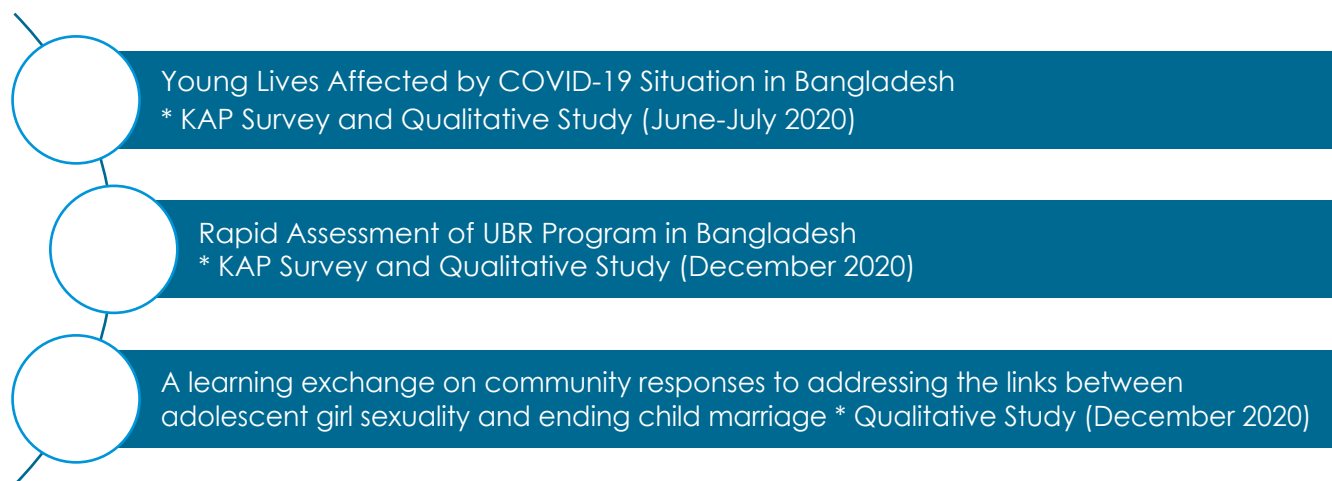 Young Lives Affected by COVID-19 Situation in Bangladesh
* KAP Survey and Qualitative Study (June-July 2020)
Rapid Assessment of UBR Program in Bangladesh
* KAP Survey and Qualitative Study (December 2020)
A learning exchange on community responses to addressing the links between
adolescent girl sexuality and ending child marriage * Qualitative Study (December 2020)